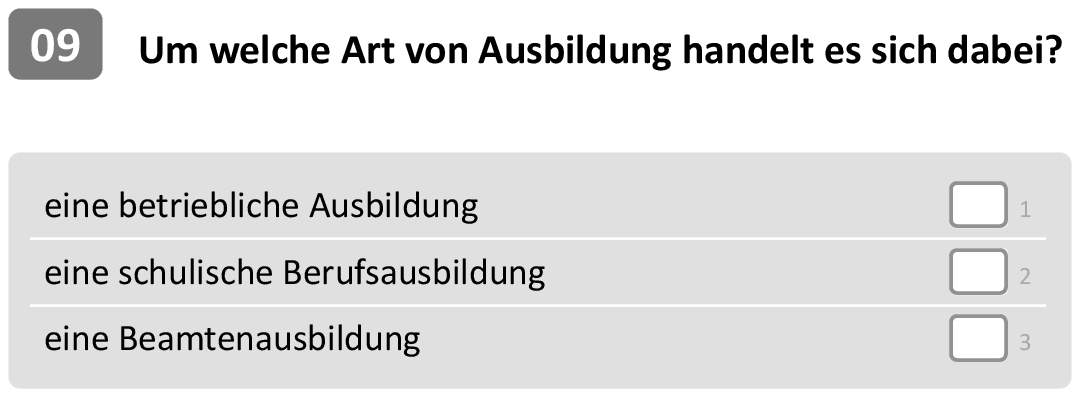 09 Um welche Art von Ausbildung handelt es sich dabei?
eine betriebliche Ausbildung 1
eine schulische Berufsausbildung 2
eine Beamtenausbildung 3